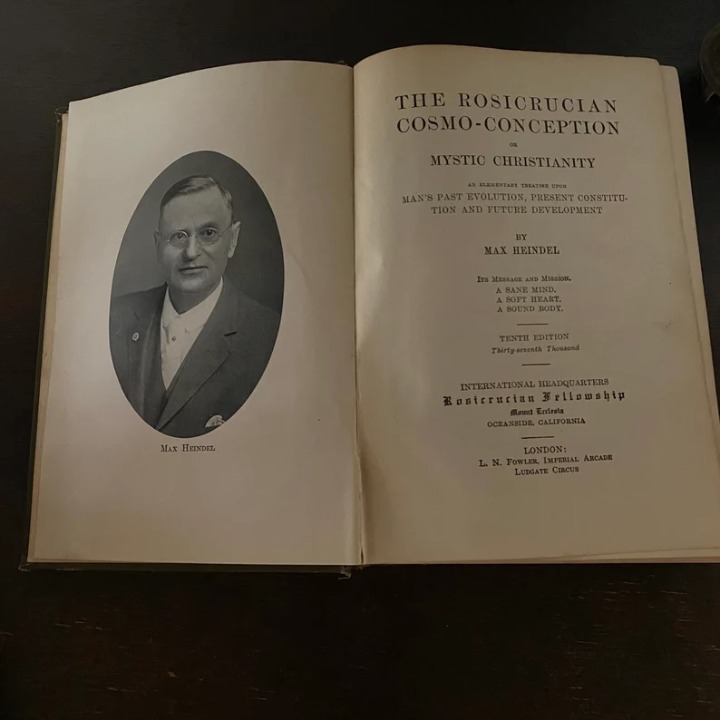 MAX HEINDEL
THE ROSICRUCIAN
COSMO-CONCEPTION
OR
MYSTIC CHRISTIANITY
AN ELEMENTARY TREATISE UPON
MAN'S PAST EVOLUTION, PRESENT CONSTITU-
TION AND FUTURE DEVELOPMENT
BY
MAX HEINDEL
ITS MESSAGE AND MISSION,
A SANE MIND,
A SOFT HEART,
A SOUND BODY.
TENTH EDITION
Thirty-seventh Thousand
INTERNATIONAL HEADQUARTERS
Rosicrucian Fellowship
Mount Ecclesia
OCEANSIDE, CALIFORNIA
LONDON:
L. N. FOWLER, IMPERIAL ARCADE
LUDGATE CIRCUS